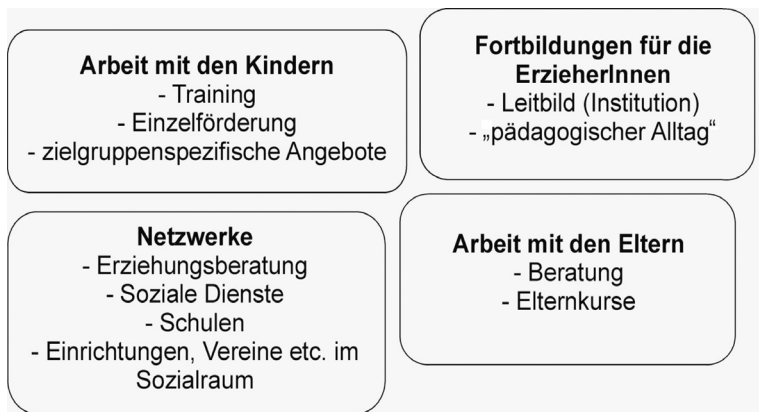 Arbeit mit den Kindern
- Training
- Einzelförderung
- zielgruppenspezifische Angebote
Fortbildungen für die
ErzieherInnen
- Leitbild (Institution)
- „pädagogischer Alltag“
Netzwerke
- Erziehungsberatung
- Soziale Dienste
- Schulen
- Einrichtungen, Vereine etc. im
Sozialraum
Arbeit mit den Eltern
- Beratung
- Elternkurse